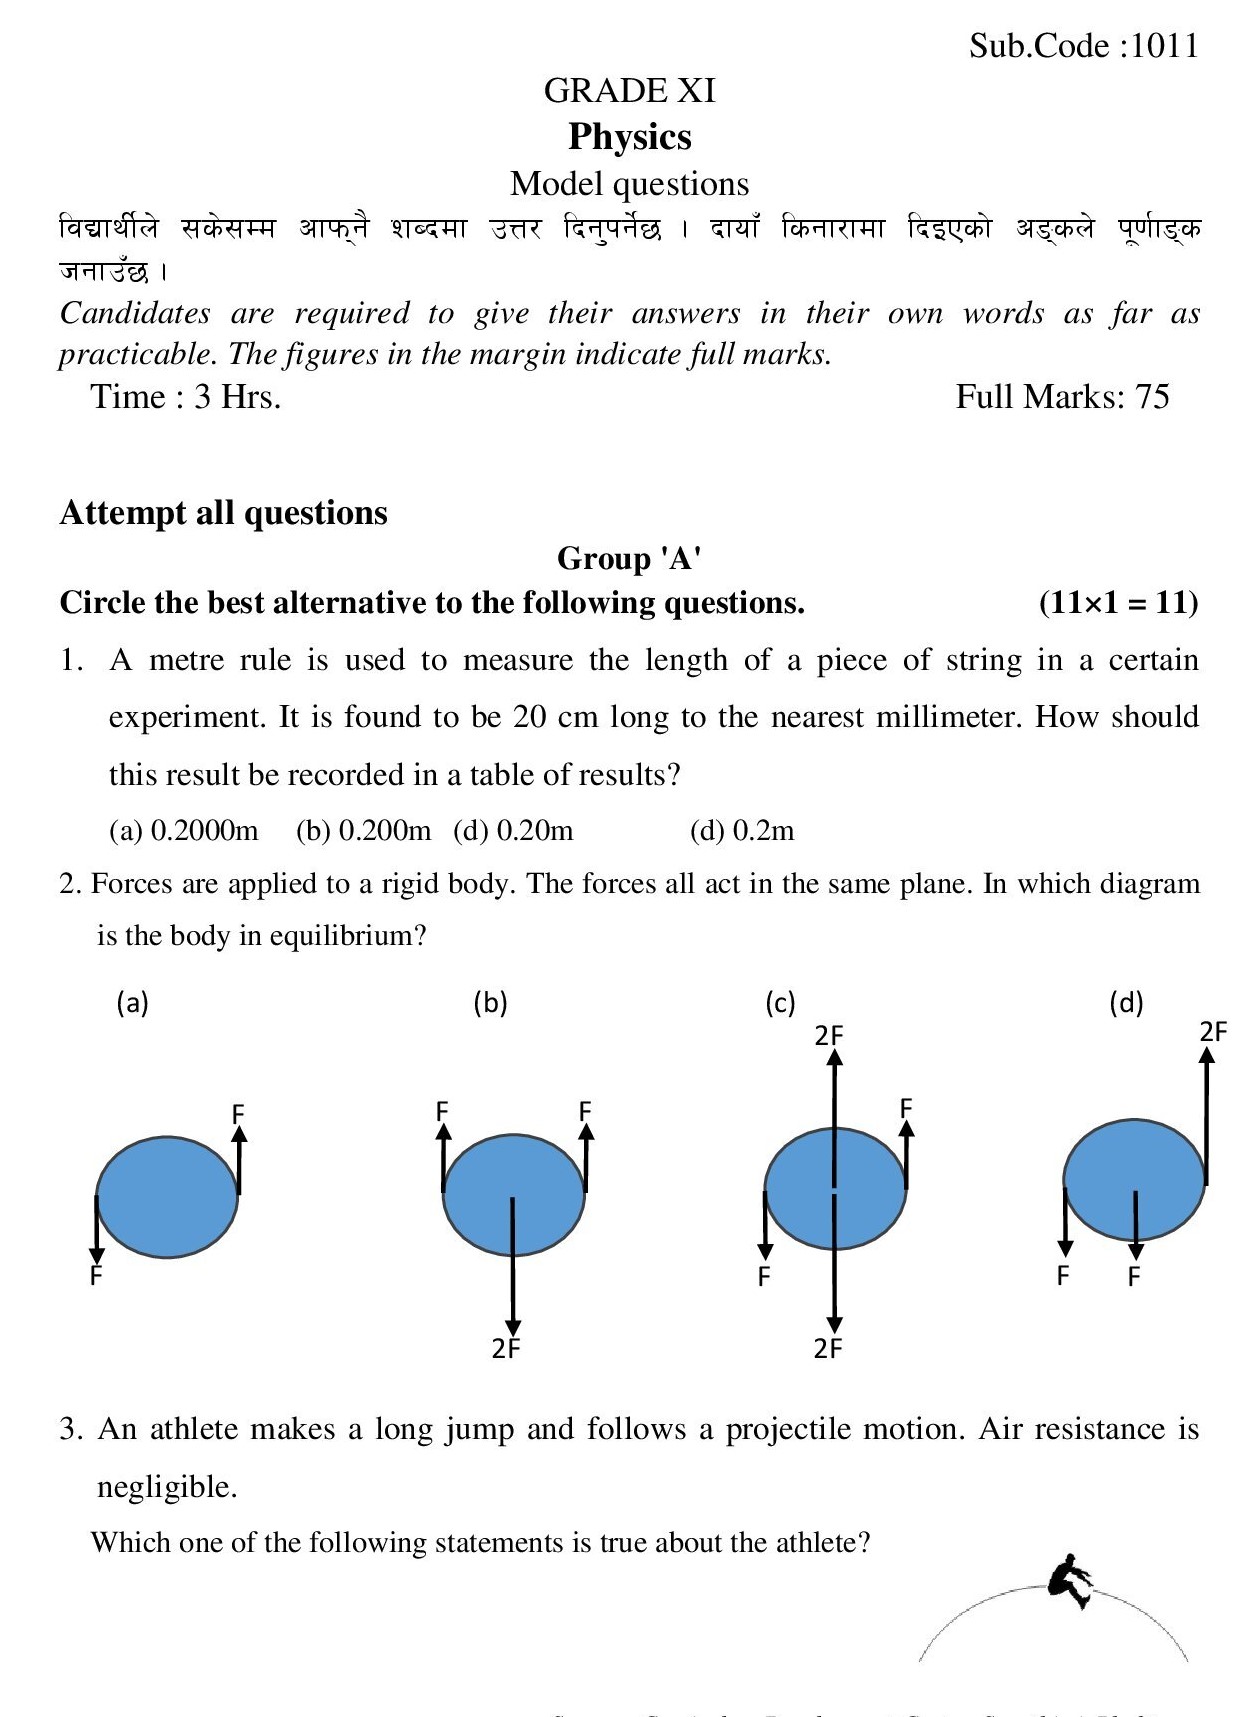 Sub.Code :1011
GRADE XI
Physics
Model questions
विद्यार्थीले सकेसम्म आफ्नै शब्दमा उत्तर दिनुपर्नेछ । दायाँ किनारामा दिइएको अङ्कले पूर्णाङ्क
जनाउँछ ।
Candidates are required to give their answers in their own words as far as
practicable. The figures in the margin indicate full marks.
Time : 3 Hrs. Full Marks: 75
Attempt all questions
Group 'A'
Circle the best alternative to the following questions. (11×1 = 11)
1. A metre rule is used to measure the length of a piece of string in a certain
experiment. It is found to be 20 cm long to the nearest millimeter. How should
this result be recorded in a table of results?
(a) 0.2000m (b) 0.200m (d) 0.20m (d) 0.2m
2. Forces are applied to a rigid body. The forces all act in the same plane. In which diagram
is the body in equilibrium?
(a) (b) (c) (d)
2F 2F
F F F F
F F F F
2F 2F
3. An athlete makes a long jump and follows a projectile motion. Air resistance is
negligible.
Which one of the following statements is true about the athlete?